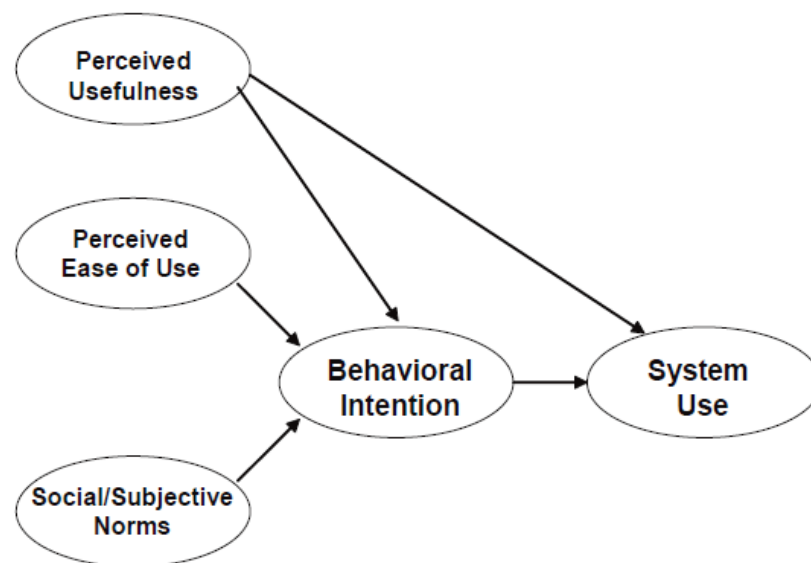 Perceived
Usefulness
Perceived
Ease of Use
Behavioral
Intention
System
Use
Social/Subjective
Norms